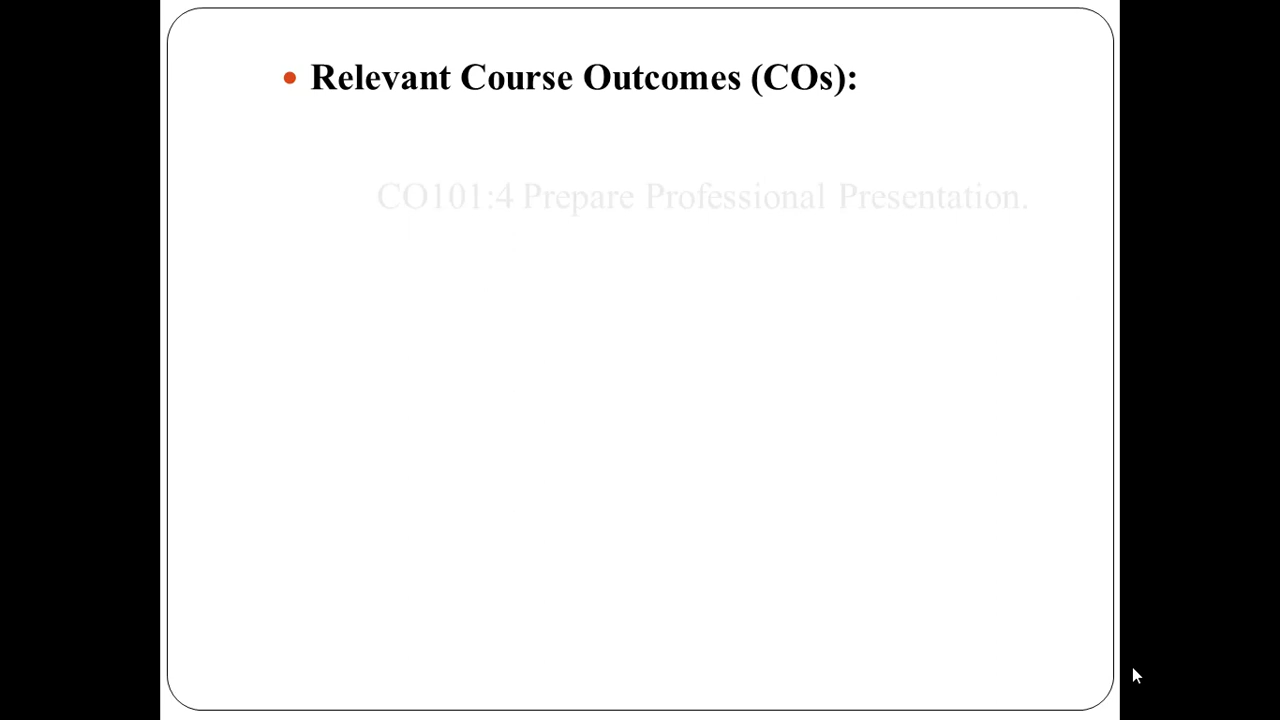 • Relevant Course Outcomes (COs):
CO101:4 Prepare Professional Presentation.